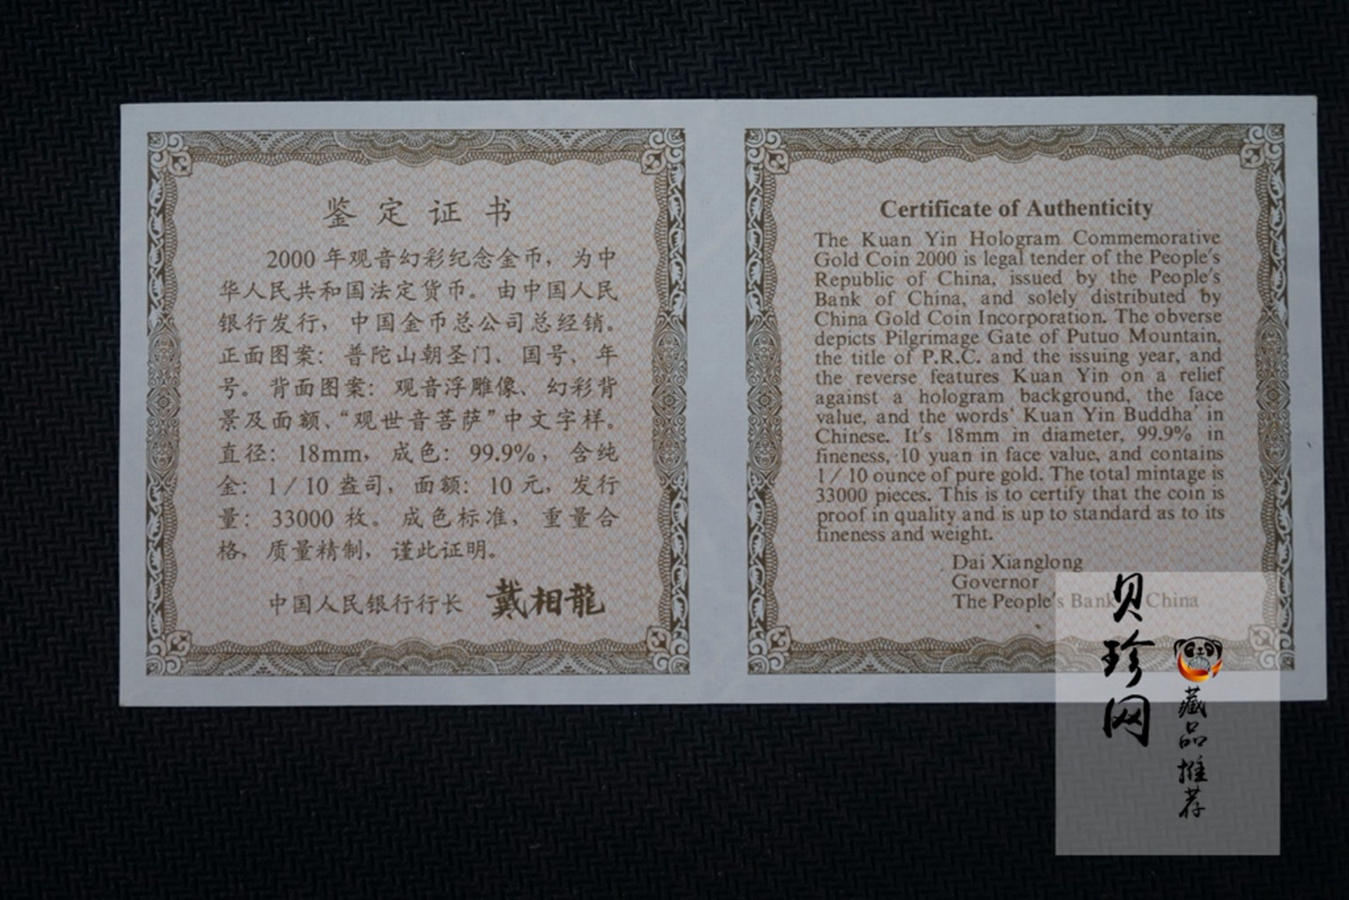 鉴定证书
2000年观音幻彩纪念金币，为中
华人民共和国法定货币。由中国人民
银行发行，中国金币总公司总经销。
正面图案：普陀山朝圣门、国号、年
号。背面图案：观音浮雕像、幻彩背
景及面额、“观世音菩萨”中文字样。
直径：18mm，成色：99.9%，含纯
金：1/10盎司，面额：10元，发行
量：33000枚。成色标准，重量合
格，质量精制，谨此证明。
中国人民银行行长 戴相龍
Certificate of Authenticity
The Kuan Yin Hologram Commemorative
Gold Coin 2000 is legal tender of the People's
Republic of China, issued by the People's
Bank of China, and solely distributed by
China Gold Coin Incorporation. The obverse
depicts Pilgrimage Gate of Putuo Mountain,
the title of P.R.C. and the issuing year, and
the reverse features Kuan Yin on a relief
against a hologram background, the face
value, and the words‘ Kuan Yin Buddha’ in
Chinese. It's 18mm in diameter, 99.9% in
fineness, 10 yuan in face value, and contains
1/10 ounce of pure gold. The total mintage is
33000 pieces. This is to certify that the coin is
proof in quality and is up to standard as to its
fineness and weight.
Dai Xianglong
Governor
The People's Bank of China
贝珍网
藏品推荐